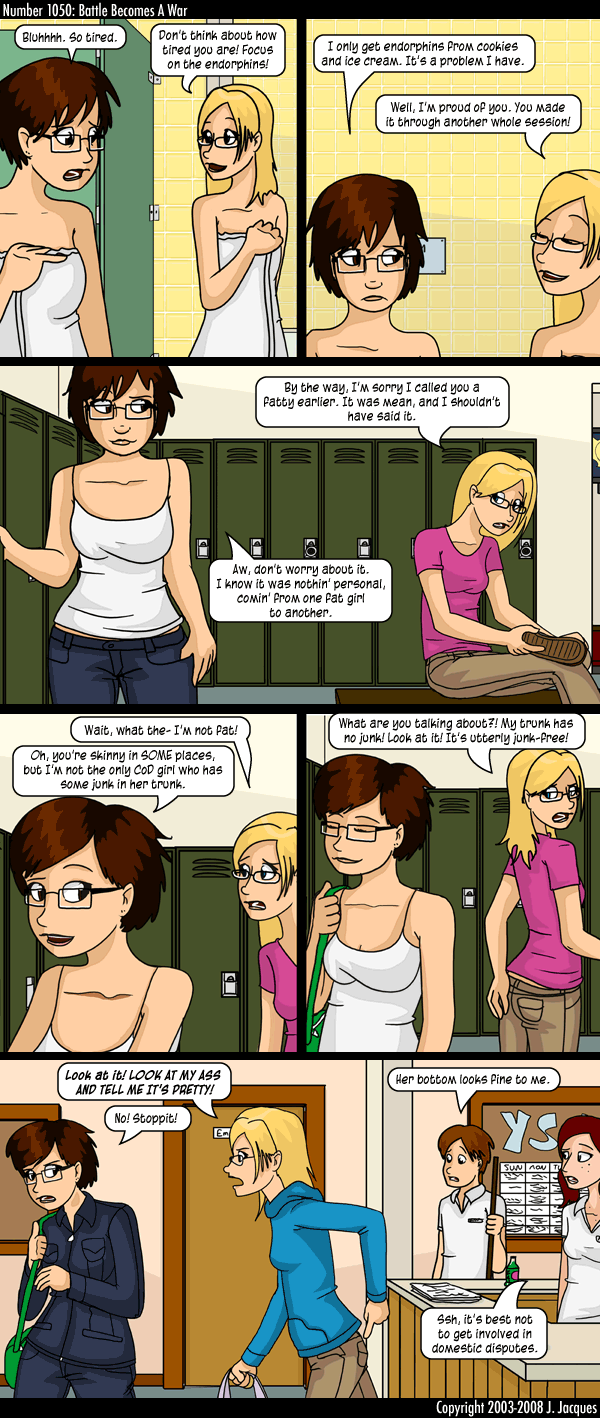 Number 1050: Battle Becomes A War
Bluhhhh. So tired.
Don't think about how
tired you are! Focus
on the endorphins!
I only get endorphins from cookies
and ice cream. It's a problem I have.
Well, I'm proud of you. You made
it through another whole session!
By the way, I'm sorry I called you a
fatty earlier. It was mean, and I shouldn't
have said it.
Aw, don't worry about it.
I know it was nothin' personal,
comin' from one fat girl
to another.
Wait, what the- I'm not fat!
Oh, you're skinny in SOME places,
but I'm not the only CoD girl who has
some junk in her trunk.
What are you talking about?! My trunk has
no junk! Look at it! It's utterly junk-free!
Look at it! LOOK AT MY ASS
AND TELL ME IT'S PRETTY!
No! Stoppit!
Em
Her bottom looks fine to me.
YS
SUN MON TU
Ssh, it's best not
to get involved in
domestic disputes.
Copyright 2003-2008 J. Jacques